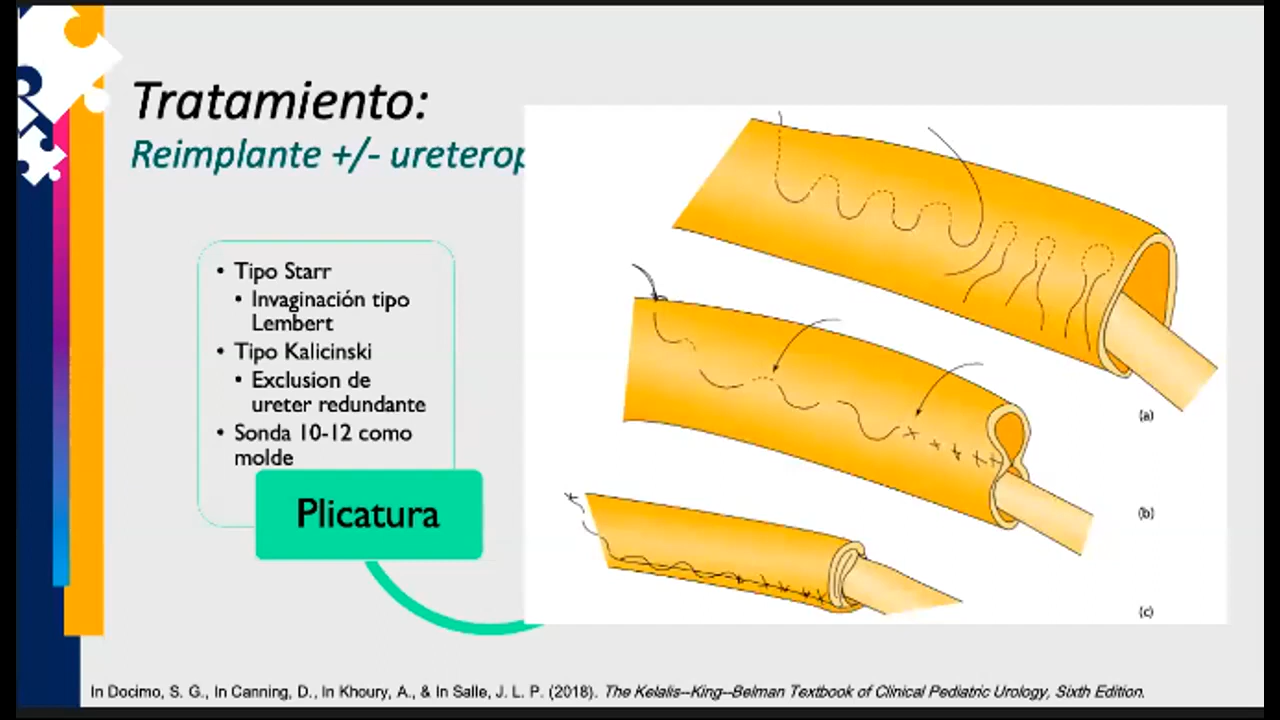 Tratamiento:
Reimplante +/- ureterop
• Tipo Starr
• Invaginación tipo
Lembert
• Tipo Kalicinski
• Exclusion de
ureter redundante
• Sonda 10-12 como
molde
Plicatura
(a)
(b)
(c)
In Docimo, S. G., In Canning, D., In Khoury, A., & In Salle, J. L. P. (2018). The Kelalis--King--Belman Textbook of Clinical Pediatric Urology, Sixth Edition.